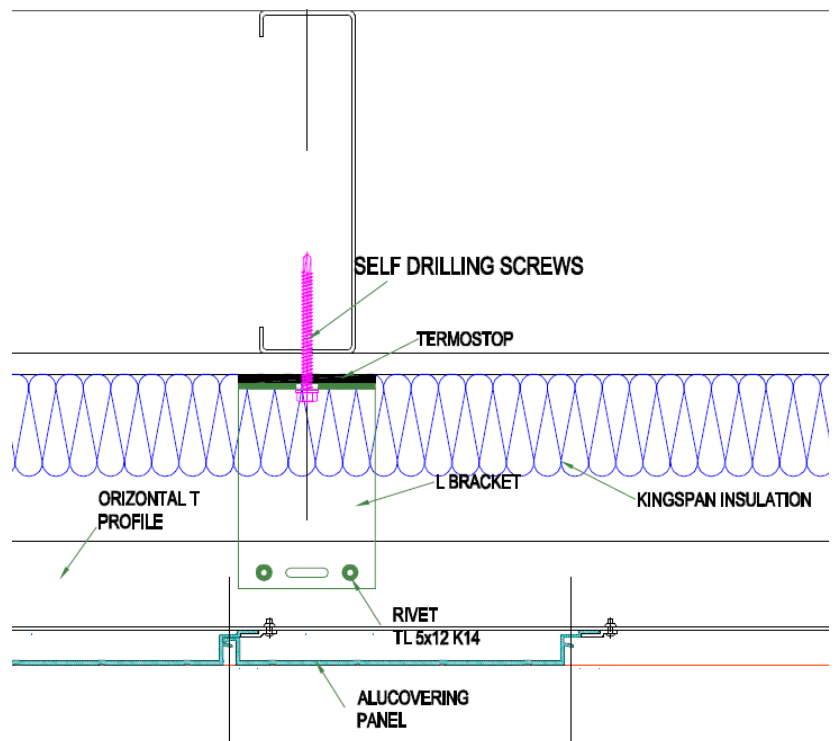 SELF DRILLING SCREWS
TERMOSTOP
L BRACKET
KINGSPAN INSULATION
ORIZONTAL T
PROFILE
RIVET
TL 5x12 K14
ALUCOVERING
PANEL